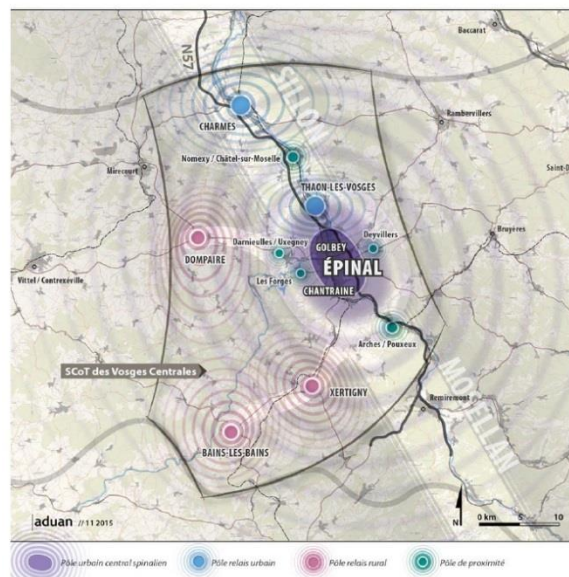 Baccarat
N57
SILLON
CHARMES
Rambervillers
Nomexy / Châtel-sur-Moselle
Mirecourt
THAON-LES-VOSGES
DOMPAIRE
Darnieulles / Uxegney
GOLBEY
Deyvillers
Bruyères
ÉPINAL
Vittel / Contrexéville
Les Forges
CHANTRAINE
Arches / Pouxeux
SCoT des Vosges Centrales
XERTIGNY
MOSELLAN
Remiremont
BAINS-LES-BAINS
aduan // 11 2015
N
0 km 5 10
Pôle urbain central spinalien
Pôle relais urbain
Pôle relais rural
Pôle de proximité